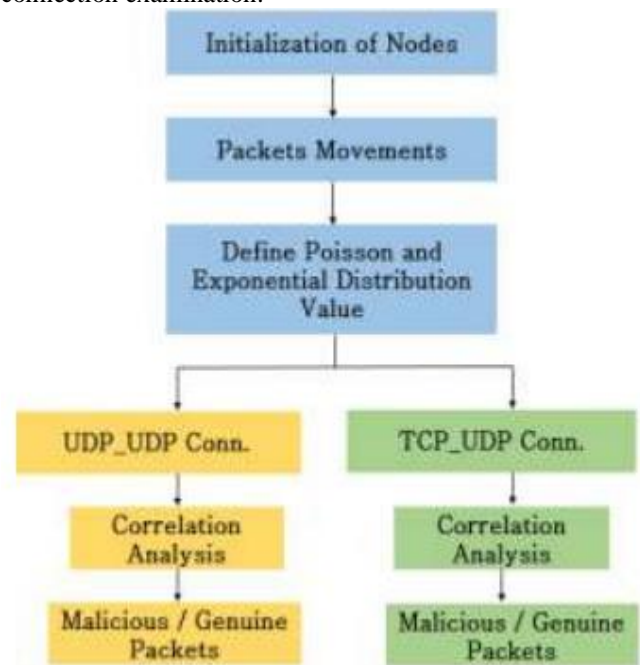 connection examination.
Initialization of Nodes
Packets Movements
Define Poisson and
Exponential Distribution
Value
UDP_UDP Conn.
TCP_UDP Conn.
Correlation
Analysis
Correlation
Analysis
Malicious / Genuine
Packets
Malicious / Genuine
Packets